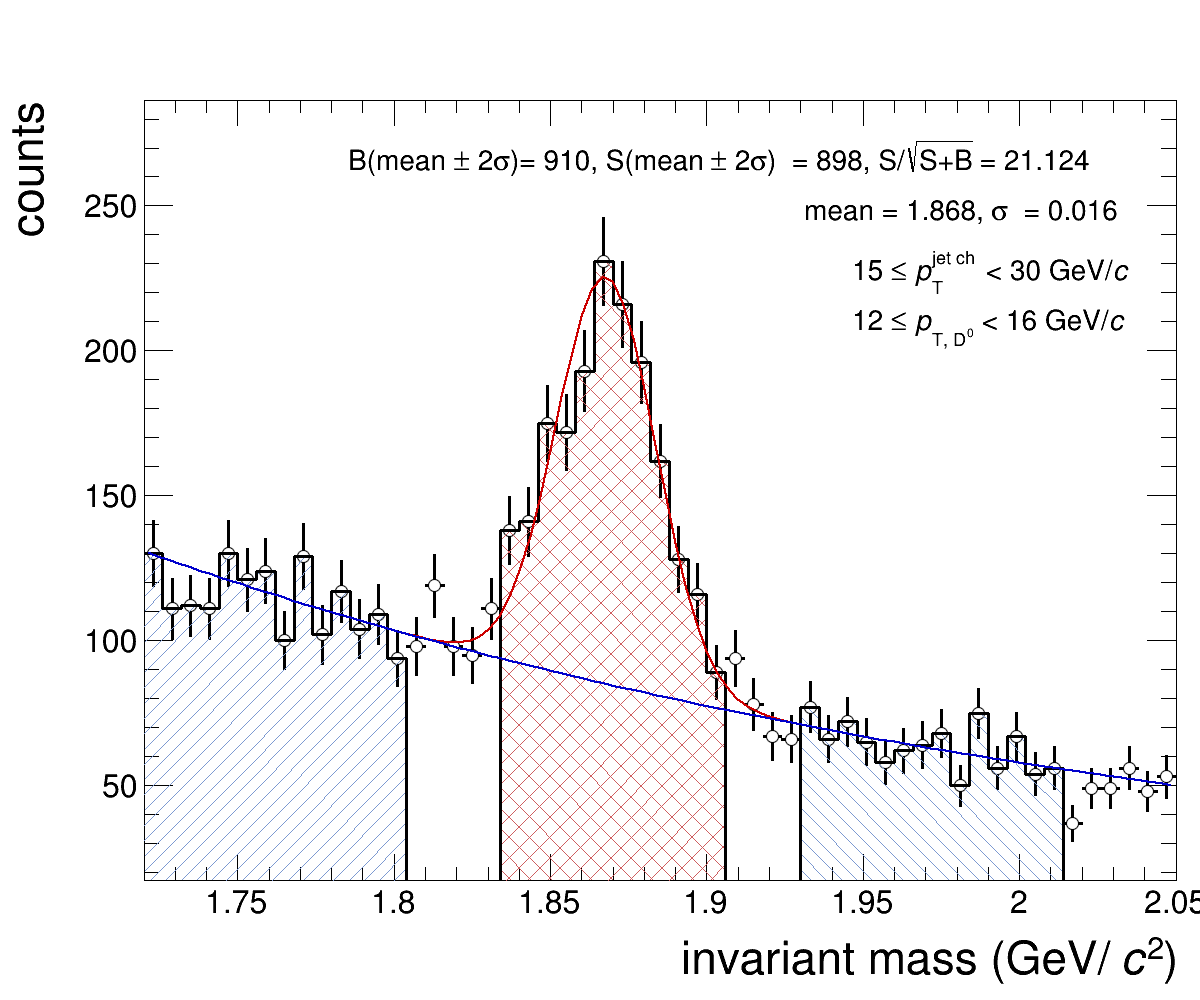 counts
B(mean ± 2σ)= 910, S(mean ± 2σ) = 898, S/√S+B = 21.124
mean = 1.868, σ = 0.016
15 ≤ p_T^jet ch < 30 GeV/c
12 ≤ p_T, D⁰ < 16 GeV/c
250
200
150
100
50
1.75 1.8 1.85 1.9 1.95 2 2.05
invariant mass (GeV/ c²)